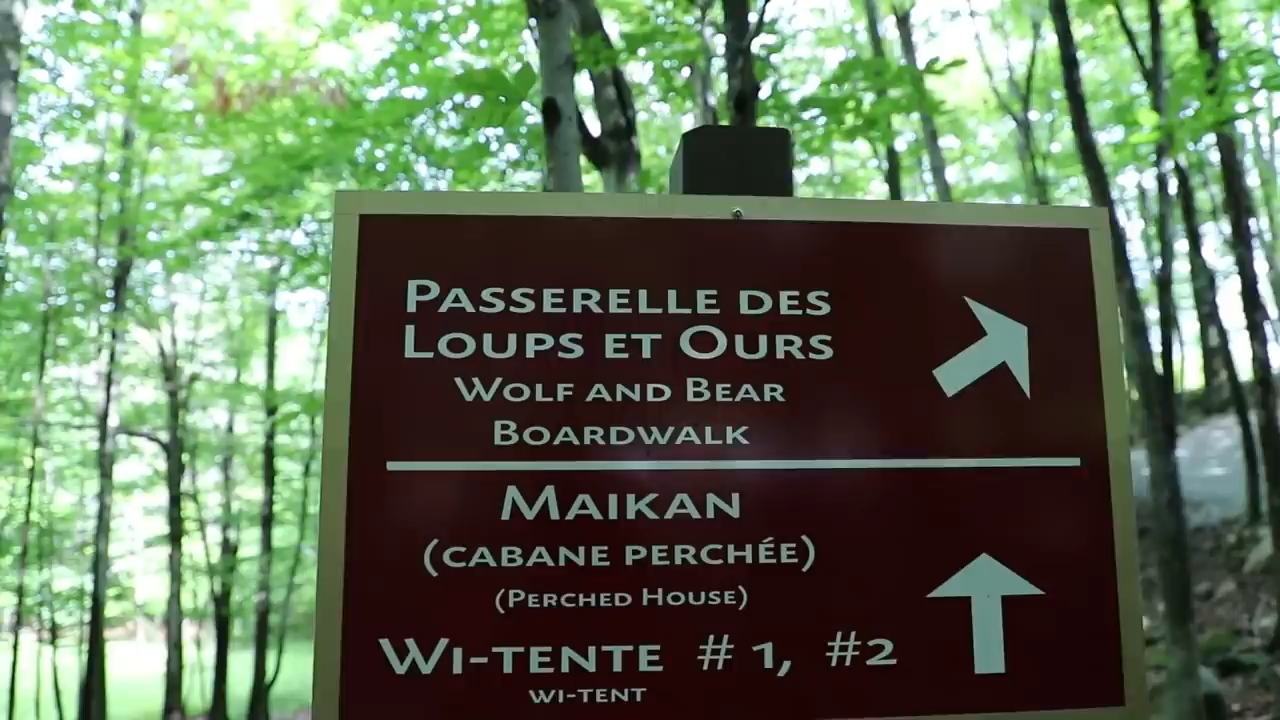 PASSERELLE DES
LOUPS ET OURS
WOLF AND BEAR
BOARDWALK
MAIKAN
(CABANE PERCHÉE)
(PERCHED HOUSE)
WI-TENTE #1, #2
WI-TENT